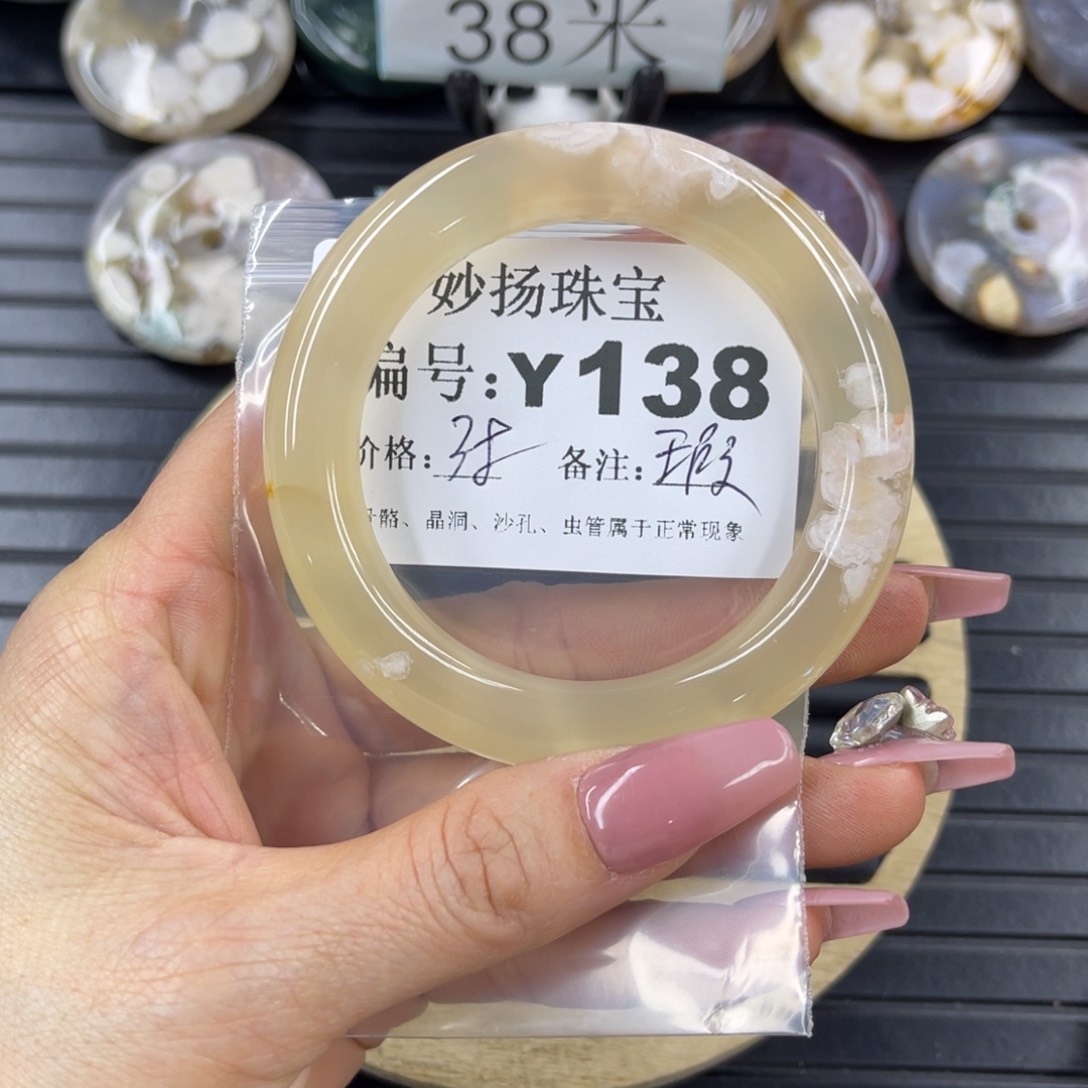 38米
妙扬珠宝
编号:Y138
价格: 备注:
骨骼、晶洞、沙孔、虫管属于正常现象